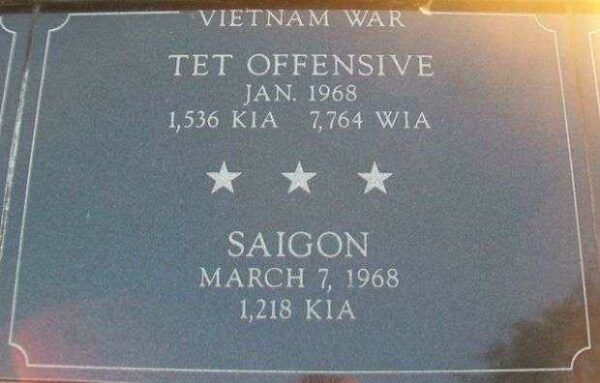 VIETNAM WAR
TET OFFENSIVE
JAN. 1968
1,536 KIA 7,764 WIA
SAIGON
MARCH 7, 1968
1,218 KIA